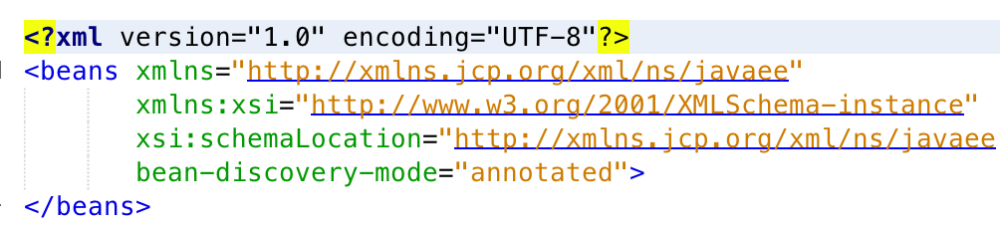 <?xml version="1.0" encoding="UTF-8"?>
<beans xmlns="http://xmlns.jcp.org/xml/ns/javaee"
xmlns:xsi="http://www.w3.org/2001/XMLSchema-instance"
xsi:schemaLocation="http://xmlns.jcp.org/xml/ns/javaee
bean-discovery-mode="annotated">
</beans>